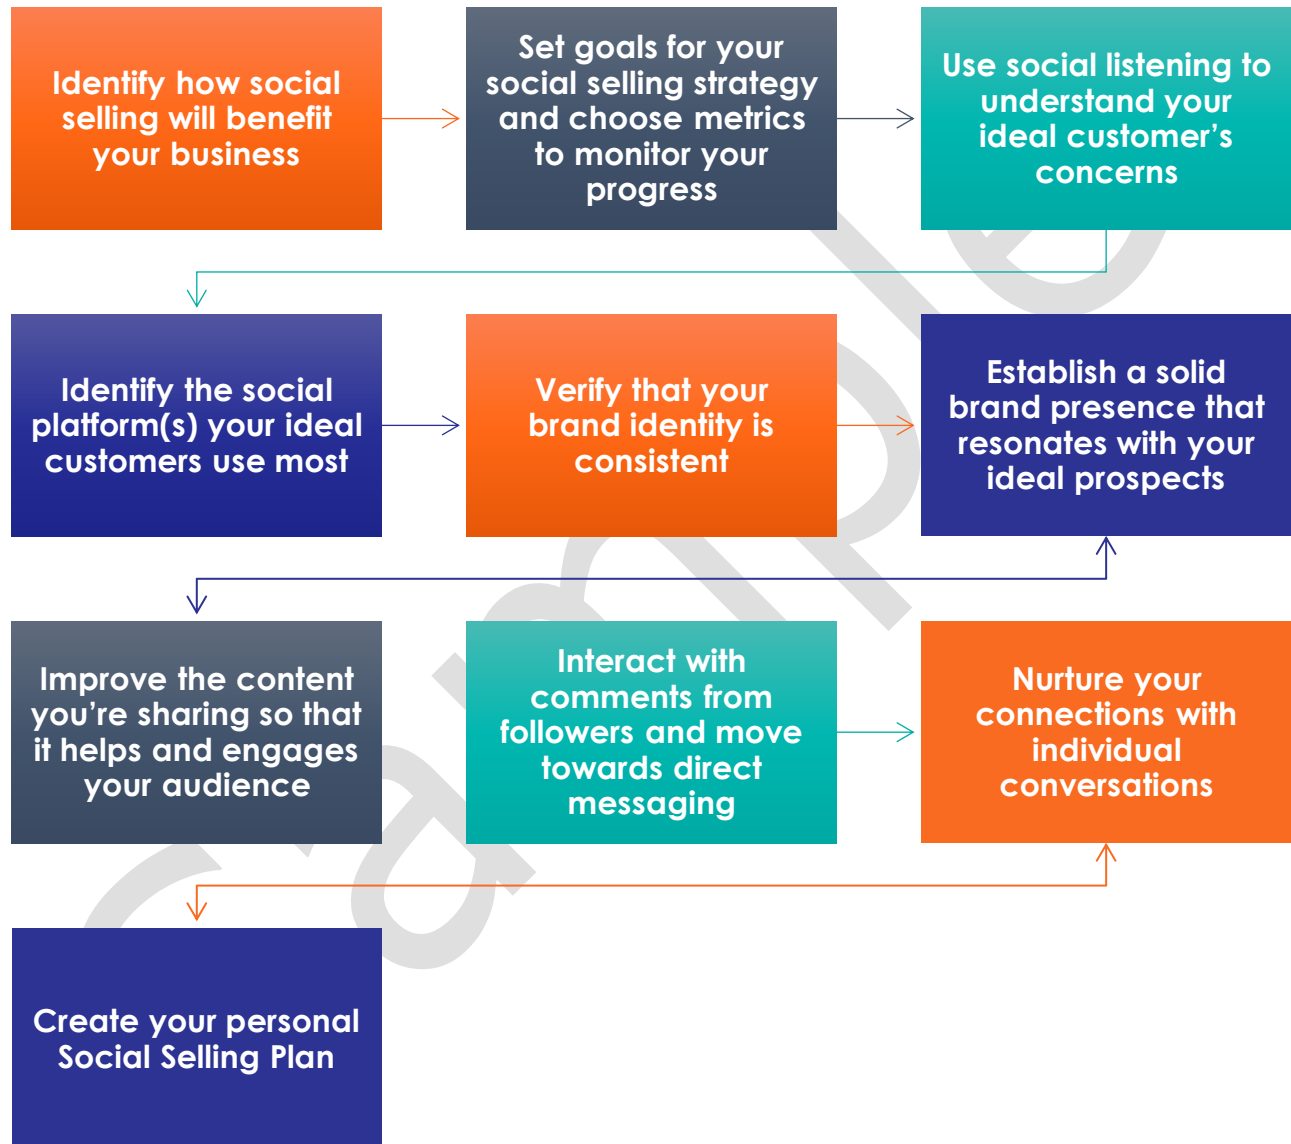 Identify how social
selling will benefit
your business
Set goals for your
social selling strategy
and choose metrics
to monitor your
progress
Use social listening to
understand your
ideal customer’s
concerns
Identify the social
platform(s) your ideal
customers use most
Verify that your
brand identity is
consistent
Establish a solid
brand presence that
resonates with your
ideal prospects
Improve the content
you’re sharing so that
it helps and engages
your audience
Interact with
comments from
followers and move
towards direct
messaging
Nurture your
connections with
individual
conversations
Create your personal
Social Selling Plan
Sample